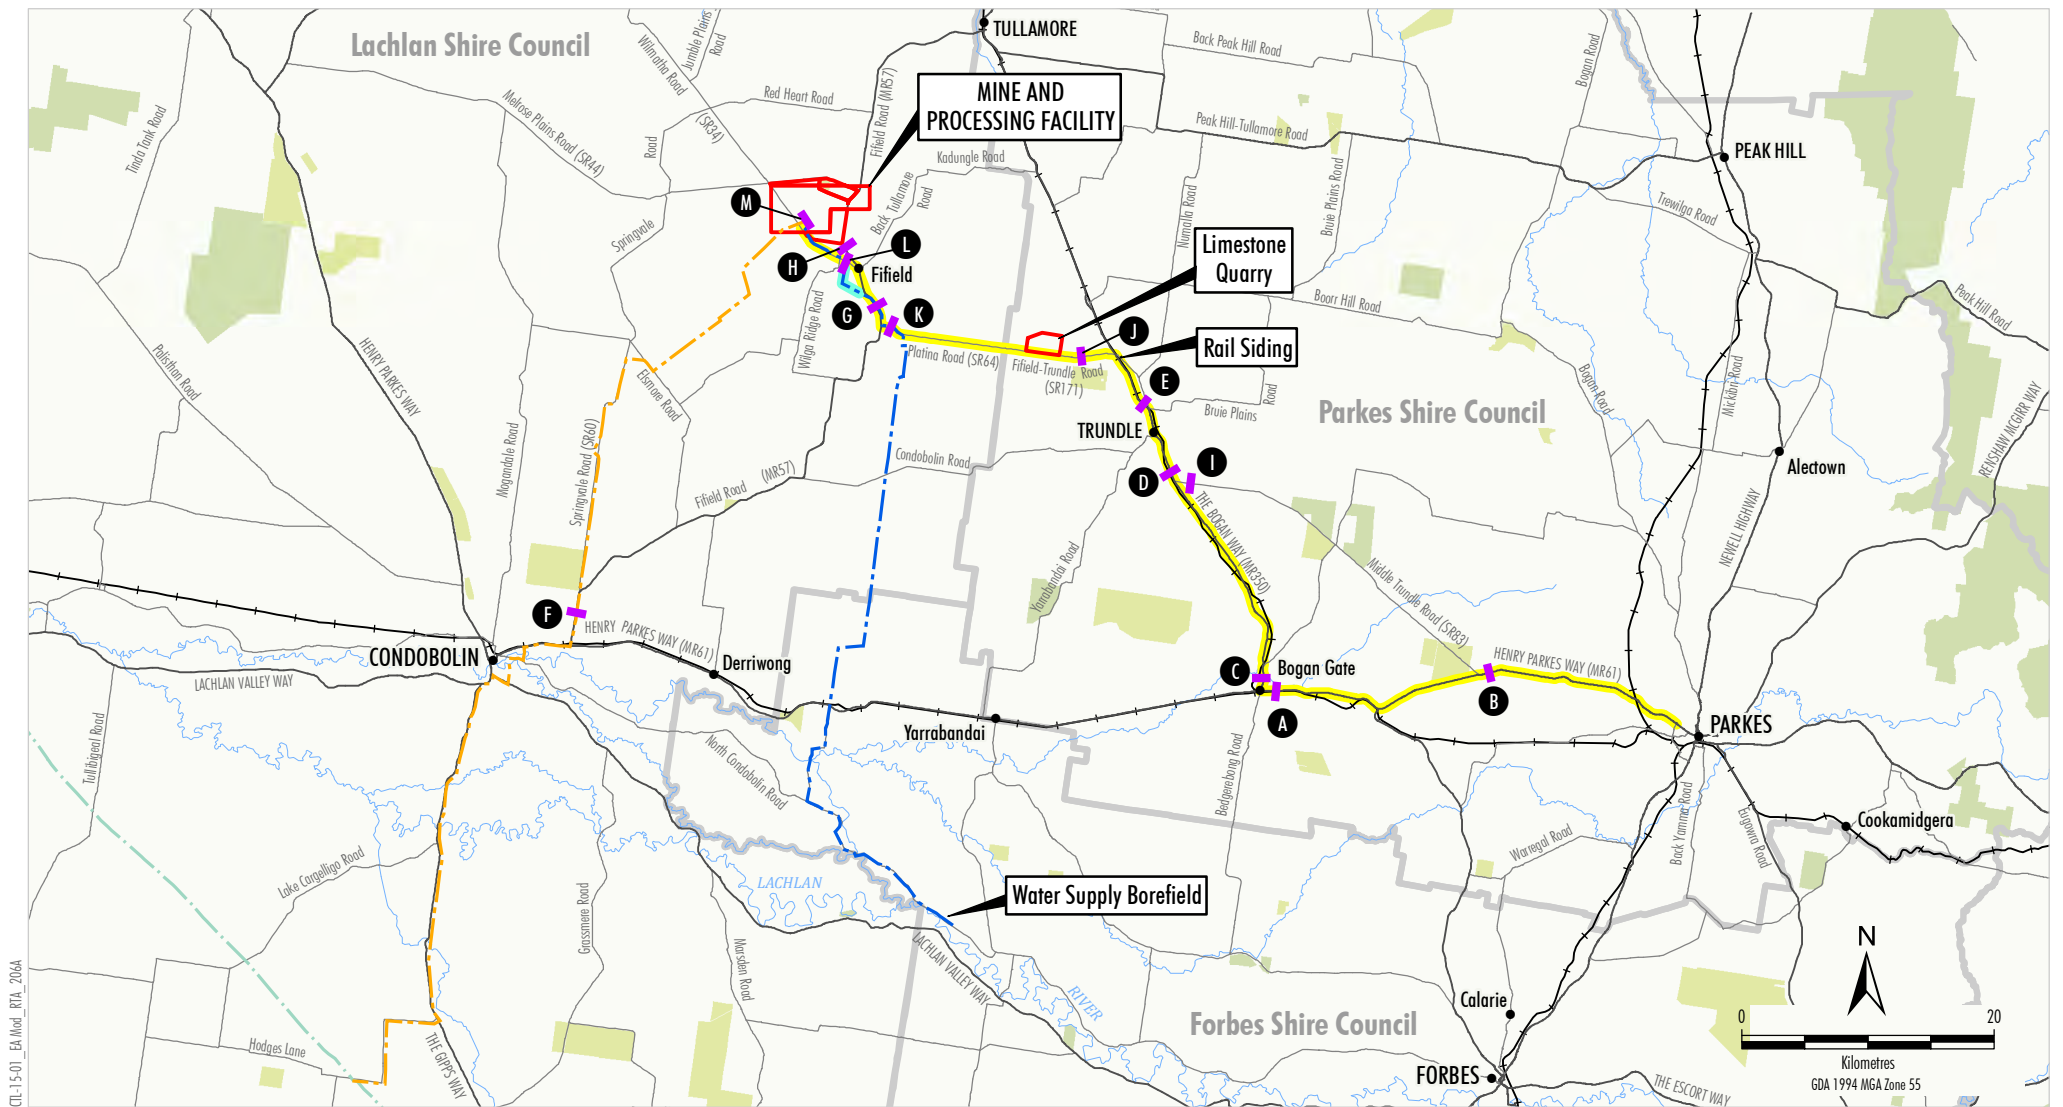 Lachlan Shire Council
TULLAMORE
Back Peak Hill Road
Bogan Road
Jumble Plains
Road
Wilmatha Road
(SR34)
Red Heart Road
Fifield Road (MR57)
MINE AND
PROCESSING FACILITY
Tinda Tank Road
Melrose Plains Road (SR44)
Road
Springvale
Kadungle Road
Peak Hill-Tullamore Road
PEAK HILL
Back Tullamore
Road
Numalla Road
Bruie Plains Road
Trewilga Road
M
L
H
Fifield
Limestone
Quarry
Peak Hill Road
Boorr Hill Road
G
K
J
Wilga Ridge Road
Rail Siding
Platina Road (SR64)
Fifield-Trundle Road
(SR171)
Polisthon Road
HENRY PARKES WAY
Elsmore Road
E
Bruie Plains
Road
Parkes Shire Council
Bogan Road
Mickibri Road
RENSHAW MCGIRR WAY
TRUNDLE
Mogandale Road
Springvale Road (SR60)
Fifield Road
(MR57)
Condobolin Road
D
I
Alectown
NEWELL HIGHWAY
THE BOGAN WAY (MR350)
Yarrabandai Road
Middle Trundle Road (SR83)
F
HENRY PARKES WAY (MR61)
CONDOBOLIN
Derriwong
LACHLAN VALLEY WAY
C
Bogan Gate
A
B
HENRY PARKES WAY (MR61)
PARKES
Yarrabandai
Tullibigeal Road
North Condobolin Road
Bedgerebong Road
Back Yamma Road
Eugowra Road
Cookamidgera
Warregal Road
Lake Cargelligo Road
LACHLAN
Water Supply Borefield
Grassmere Road
Marsden Road
LACHLAN VALLEY WAY
RIVER
Forbes Shire Council
Calarie
FORBES
THE ESCORT WAY
Hodges Lane
THE GIPPS WAY
N
0 20
Kilometres
GDA 1994 MGA Zone 55
CTL-15-01_EA Mod_RTA_206A